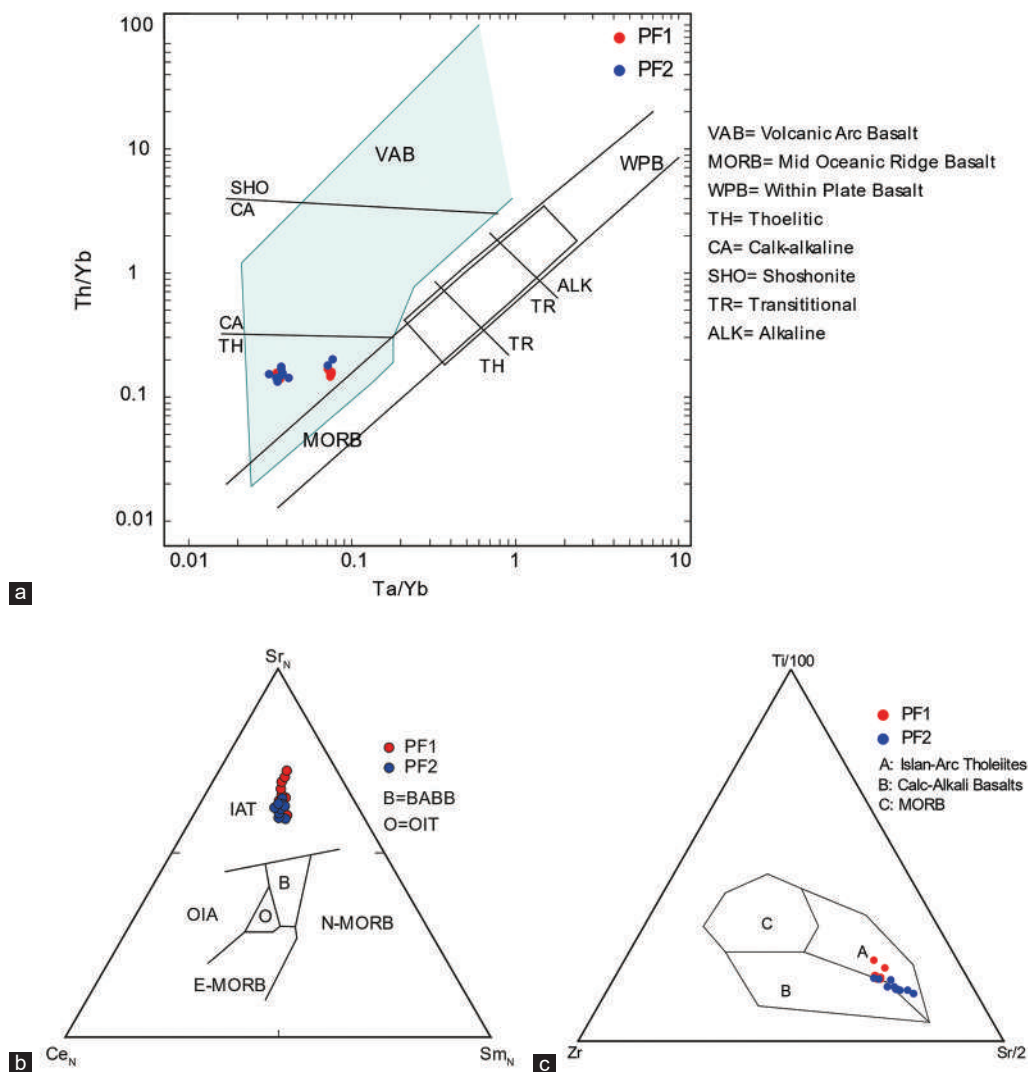 100
10
1
0.1
0.01
Th/Yb
PF1
PF2
VAB
WPB
SHO
CA
ALK
TR
CA
TH
TR
TH
MORB
0.01 0.1 1 10
Ta/Yb
VAB= Volcanic Arc Basalt
MORB= Mid Oceanic Ridge Basalt
WPB= Within Plate Basalt
TH= Thoelitic
CA= Calk-alkaline
SHO= Shoshonite
TR= Transititional
ALK= Alkaline
a
Sr_N
PF1
PF2
B=BABB
O=OIT
IAT
B
OIA
O
N-MORB
E-MORB
Ce_N
Sm_N
b
Ti/100
PF1
PF2
A: Islan-Arc Tholeiites
B: Calc-Alkali Basalts
C: MORB
C
A
B
Zr
Sr/2
c